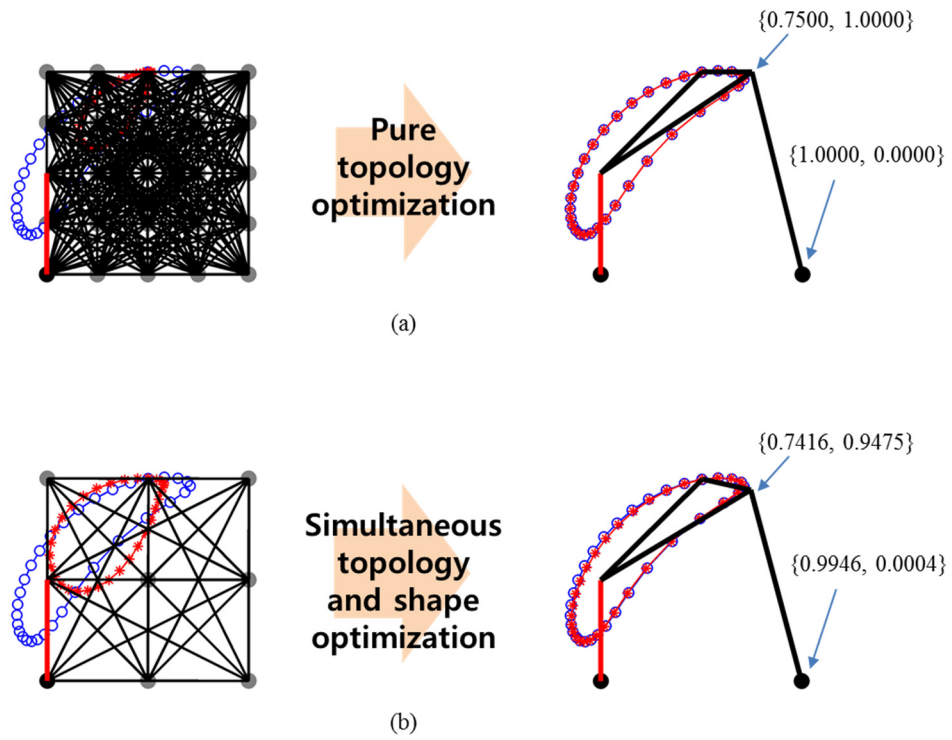 {0.7500, 1.0000}
Pure
topology
optimization
{1.0000, 0.0000}
(a)
{0.7416, 0.9475}
Simultaneous
topology
and shape
optimization
{0.9946, 0.0004}
(b)